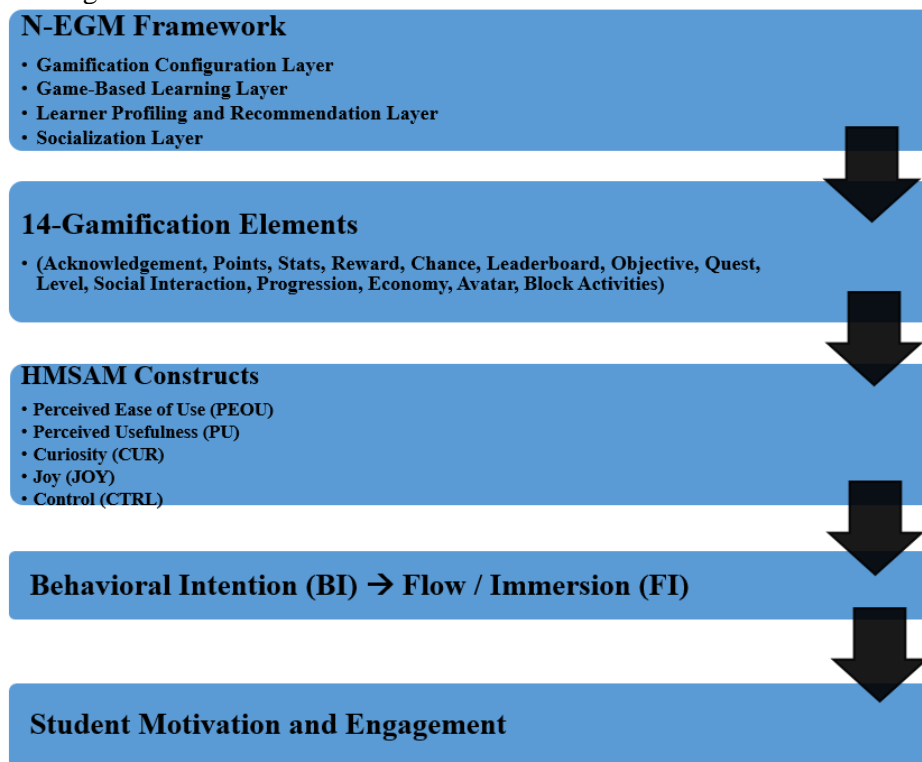 N-EGM Framework
• Gamification Configuration Layer
• Game-Based Learning Layer
• Learner Profiling and Recommendation Layer
• Socialization Layer
14-Gamification Elements
• (Acknowledgement, Points, Stats, Reward, Chance, Leaderboard, Objective, Quest,
Level, Social Interaction, Progression, Economy, Avatar, Block Activities)
HMSAM Constructs
• Perceived Ease of Use (PEOU)
• Perceived Usefulness (PU)
• Curiosity (CUR)
• Joy (JOY)
• Control (CTRL)
Behavioral Intention (BI) → Flow / Immersion (FI)
Student Motivation and Engagement